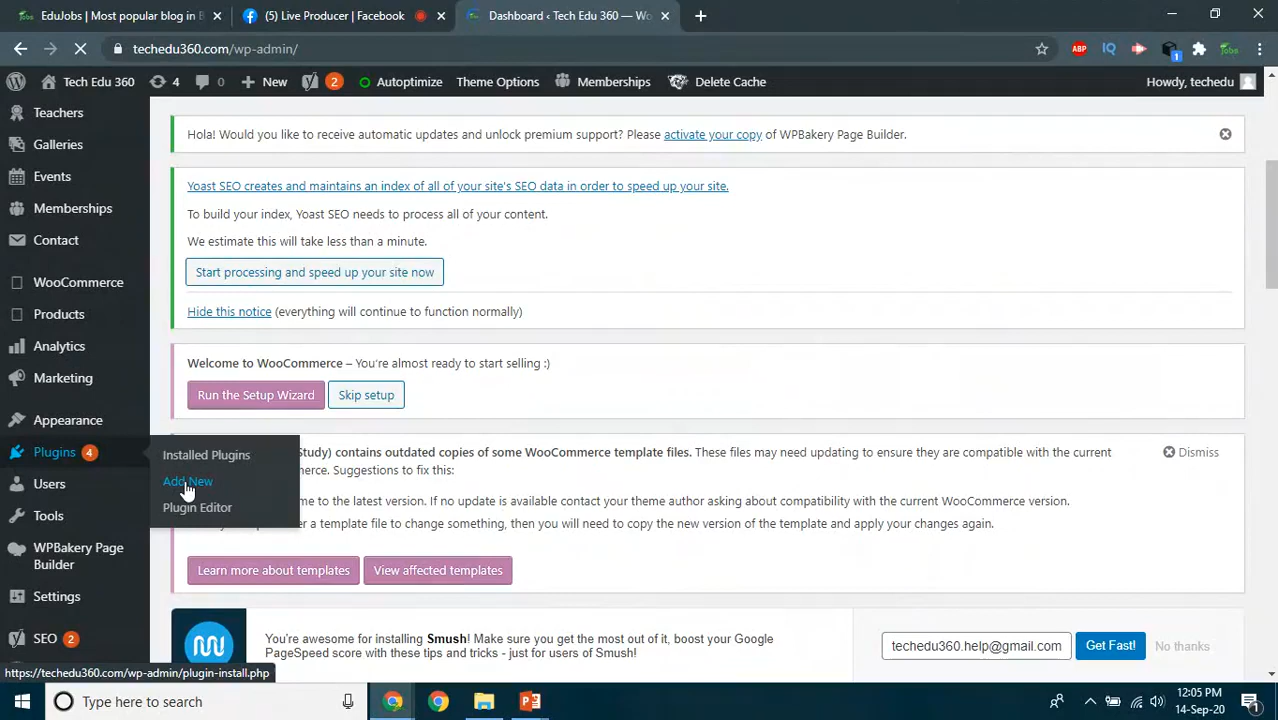 EduJobs | Most popular blog in B
(5) Live Producer | Facebook
Dashboard ‹ Tech Edu 360 — Wo
techedu360.com/wp-admin/
ABP
IQ
1
Tech Edu 360
4
0
New
2
Autoptimize
Theme Options
Memberships
Delete Cache
Howdy, techedu
Teachers
Galleries
Events
Memberships
Contact
WooCommerce
Products
Analytics
Marketing
Appearance
Plugins 4
Users
Tools
WPBakery Page
Builder
Settings
SEO 2
Installed Plugins
Add New
Plugin Editor
Hola! Would you like to receive automatic updates and unlock premium support? Please activate your copy of WPBakery Page Builder.
Yoast SEO creates and maintains an index of all of your site's SEO data in order to speed up your site.
To build your index, Yoast SEO needs to process all of your content.
We estimate this will take less than a minute.
Start processing and speed up your site now
Hide this notice (everything will continue to function normally)
Welcome to WooCommerce – You're almost ready to start selling :)
Run the Setup Wizard
Skip setup
Study) contains outdated copies of some WooCommerce template files. These files may need updating to ensure they are compatible with the current
Dismiss
merce. Suggestions to fix this:
me to the latest version. If no update is available contact your theme author asking about compatibility with the current WooCommerce version.
r a template file to change something, then you will need to copy the new version of the template and apply your changes again.
Learn more about templates
View affected templates
You're awesome for installing Smush! Make sure you get the most out of it, boost your Google
PageSpeed score with these tips and tricks - just for users of Smush!
techedu360.help@gmail.com
Get Fast!
No thanks
https://techedu360.com/wp-admin/plugin-install.php
Type here to search
12:05 PM
14-Sep-20
1